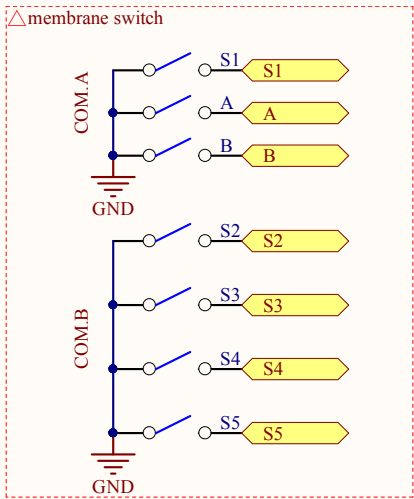 membrane switch
COM.A
S1 S1
A A
B B
GND
COM.B
S2 S2
S3 S3
S4 S4
S5 S5
GND